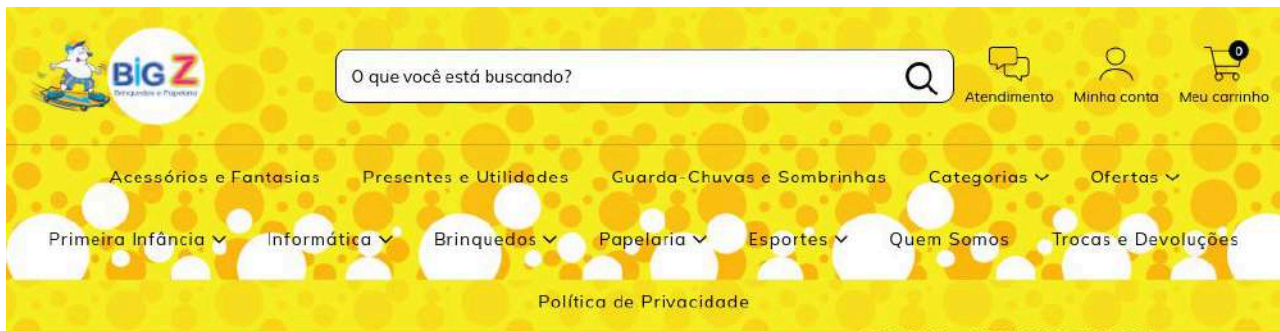 BIG Z
Brinquedos e Papelaria
O que você está buscando?
0
Atendimento Minha conta Meu carrinho
Acessórios e Fantasias Presentes e Utilidades Guarda-Chuvas e Sombrinhas Categorias Ofertas
Primeira Infância Informática Brinquedos Papelaria Esportes Quem Somos Trocas e Devoluções
Política de Privacidade